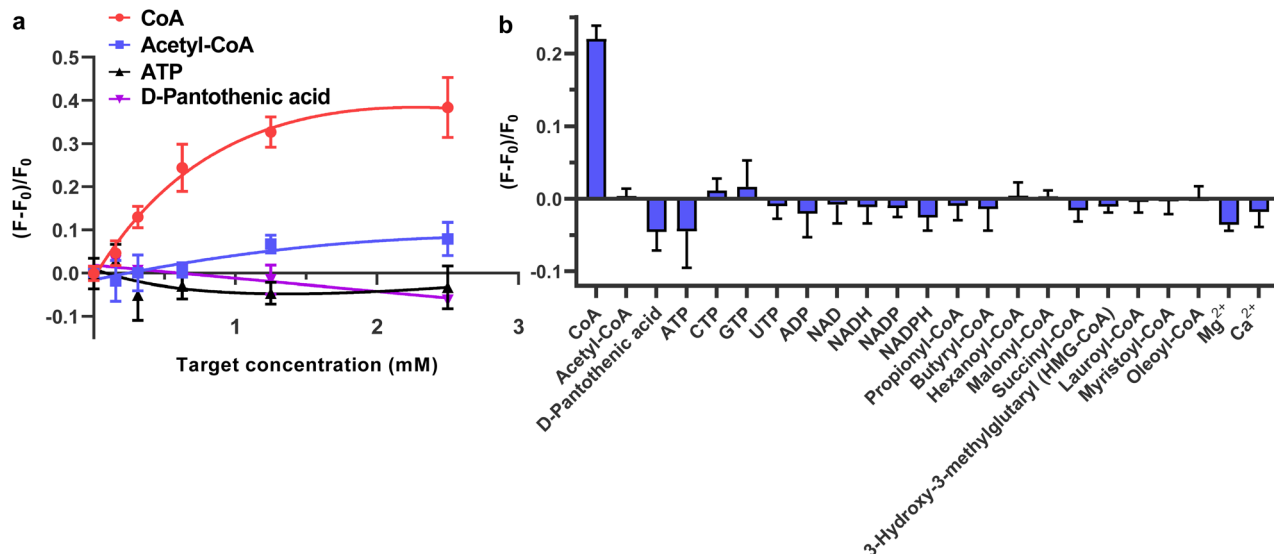 a
CoA
Acetyl-CoA
ATP
D-Pantothenic acid
(F-F₀)/F₀
0.5
0.4
0.3
0.2
0.1
0.0
-0.1
1
2
3
Target concentration (mM)
b
(F-F₀)/F₀
0.2
0.1
0.0
-0.1
CoA
Acetyl-CoA
D-Pantothenic acid
ATP
CTP
GTP
UTP
ADP
NAD
NADH
NADP
NADPH
Propionyl-CoA
Butyryl-CoA
Hexanoyl-CoA
Malonyl-CoA
Succinyl-CoA
3-Hydroxy-3-methylglutaryl (HMG-CoA)
Lauroyl-CoA
Myristoyl-CoA
Oleoyl-CoA
Mg²⁺
Ca²⁺